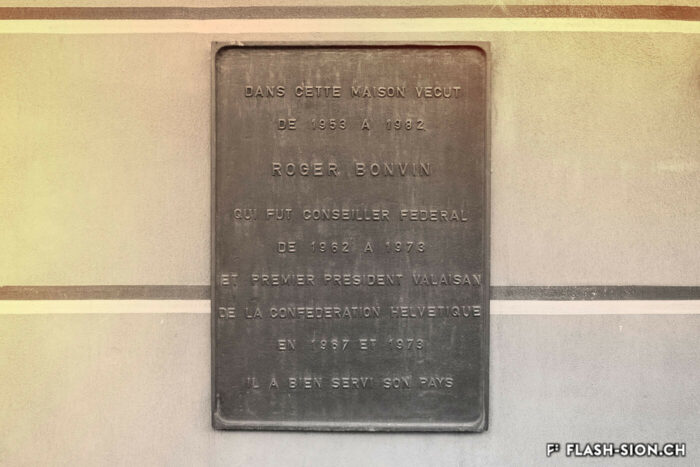 DANS CETTE MAISON VECUT
DE 1953 A 1982
ROGER BONVIN
QUI FUT CONSEILLER FEDERAL
DE 1962 A 1973
ET PREMIER PRESIDENT VALAISAN
DE LA CONFEDERATION HELVETIQUE
EN 1967 ET 1973
IL A BIEN SERVI SON PAYS
FLASH-SION.CH